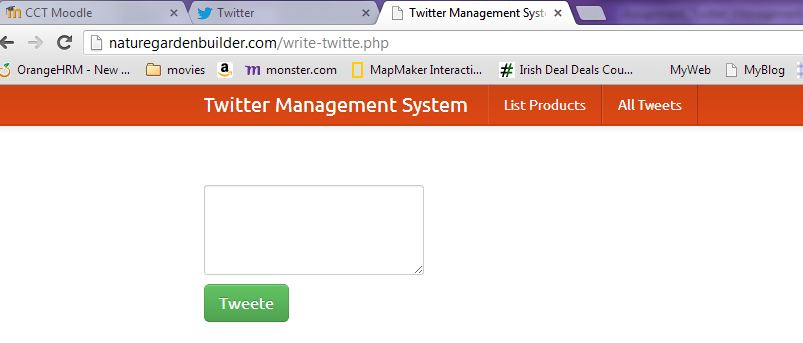 CCT Moodle Twitter Twitter Management Syst
naturegardenbuilder.com/write-twitte.php
OrangeHRM - New ... movies monster.com MapMaker Interacti... Irish Deal Deals Cou... MyWeb MyBlog
Twitter Management System List Products All Tweets
Tweete